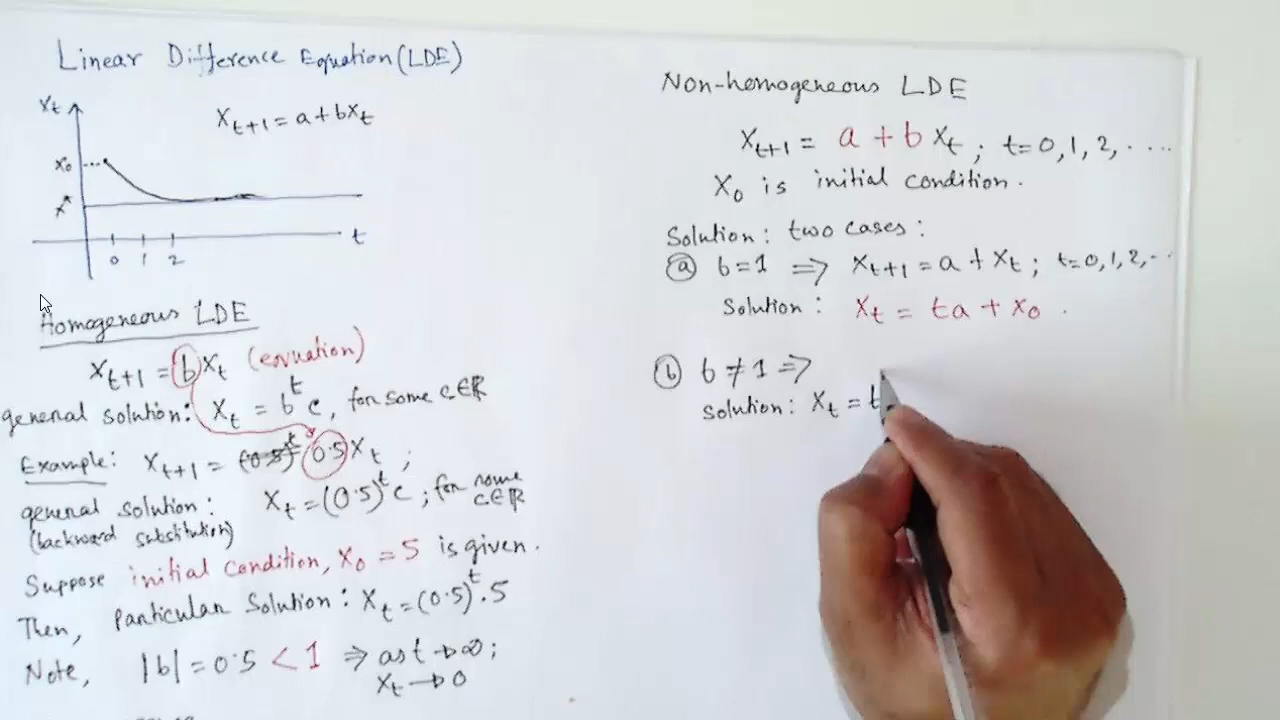 Linear Difference Equation (LDE)
Xt
Xt+1 = a + bXt
x0
x*
t
0 1 2
Homogeneous LDE
Xt+1 = bXt (equation)
general solution: Xt = b^t c, for some c∈ℝ
Example: Xt+1 = 0.5Xt ;
general solution: Xt = (0.5)^t c ; for some c∈ℝ
(backward substitution)
Suppose initial condition, X0 = 5 is given.
Then, particular solution: Xt = (0.5)^t . 5
Note, |b| = 0.5 < 1 ⇒ as t → ∞;
Xt → 0
Non-homogeneous LDE
Xt+1 = a + b Xt ; t=0,1,2, ....
X0 is initial condition.
Solution: two cases:
(a) b=1 ⇒ Xt+1 = a + Xt ; t=0,1,2,...
Solution: Xt = ta + X0 .
(b) b ≠ 1 ⇒
Solution: Xt = t